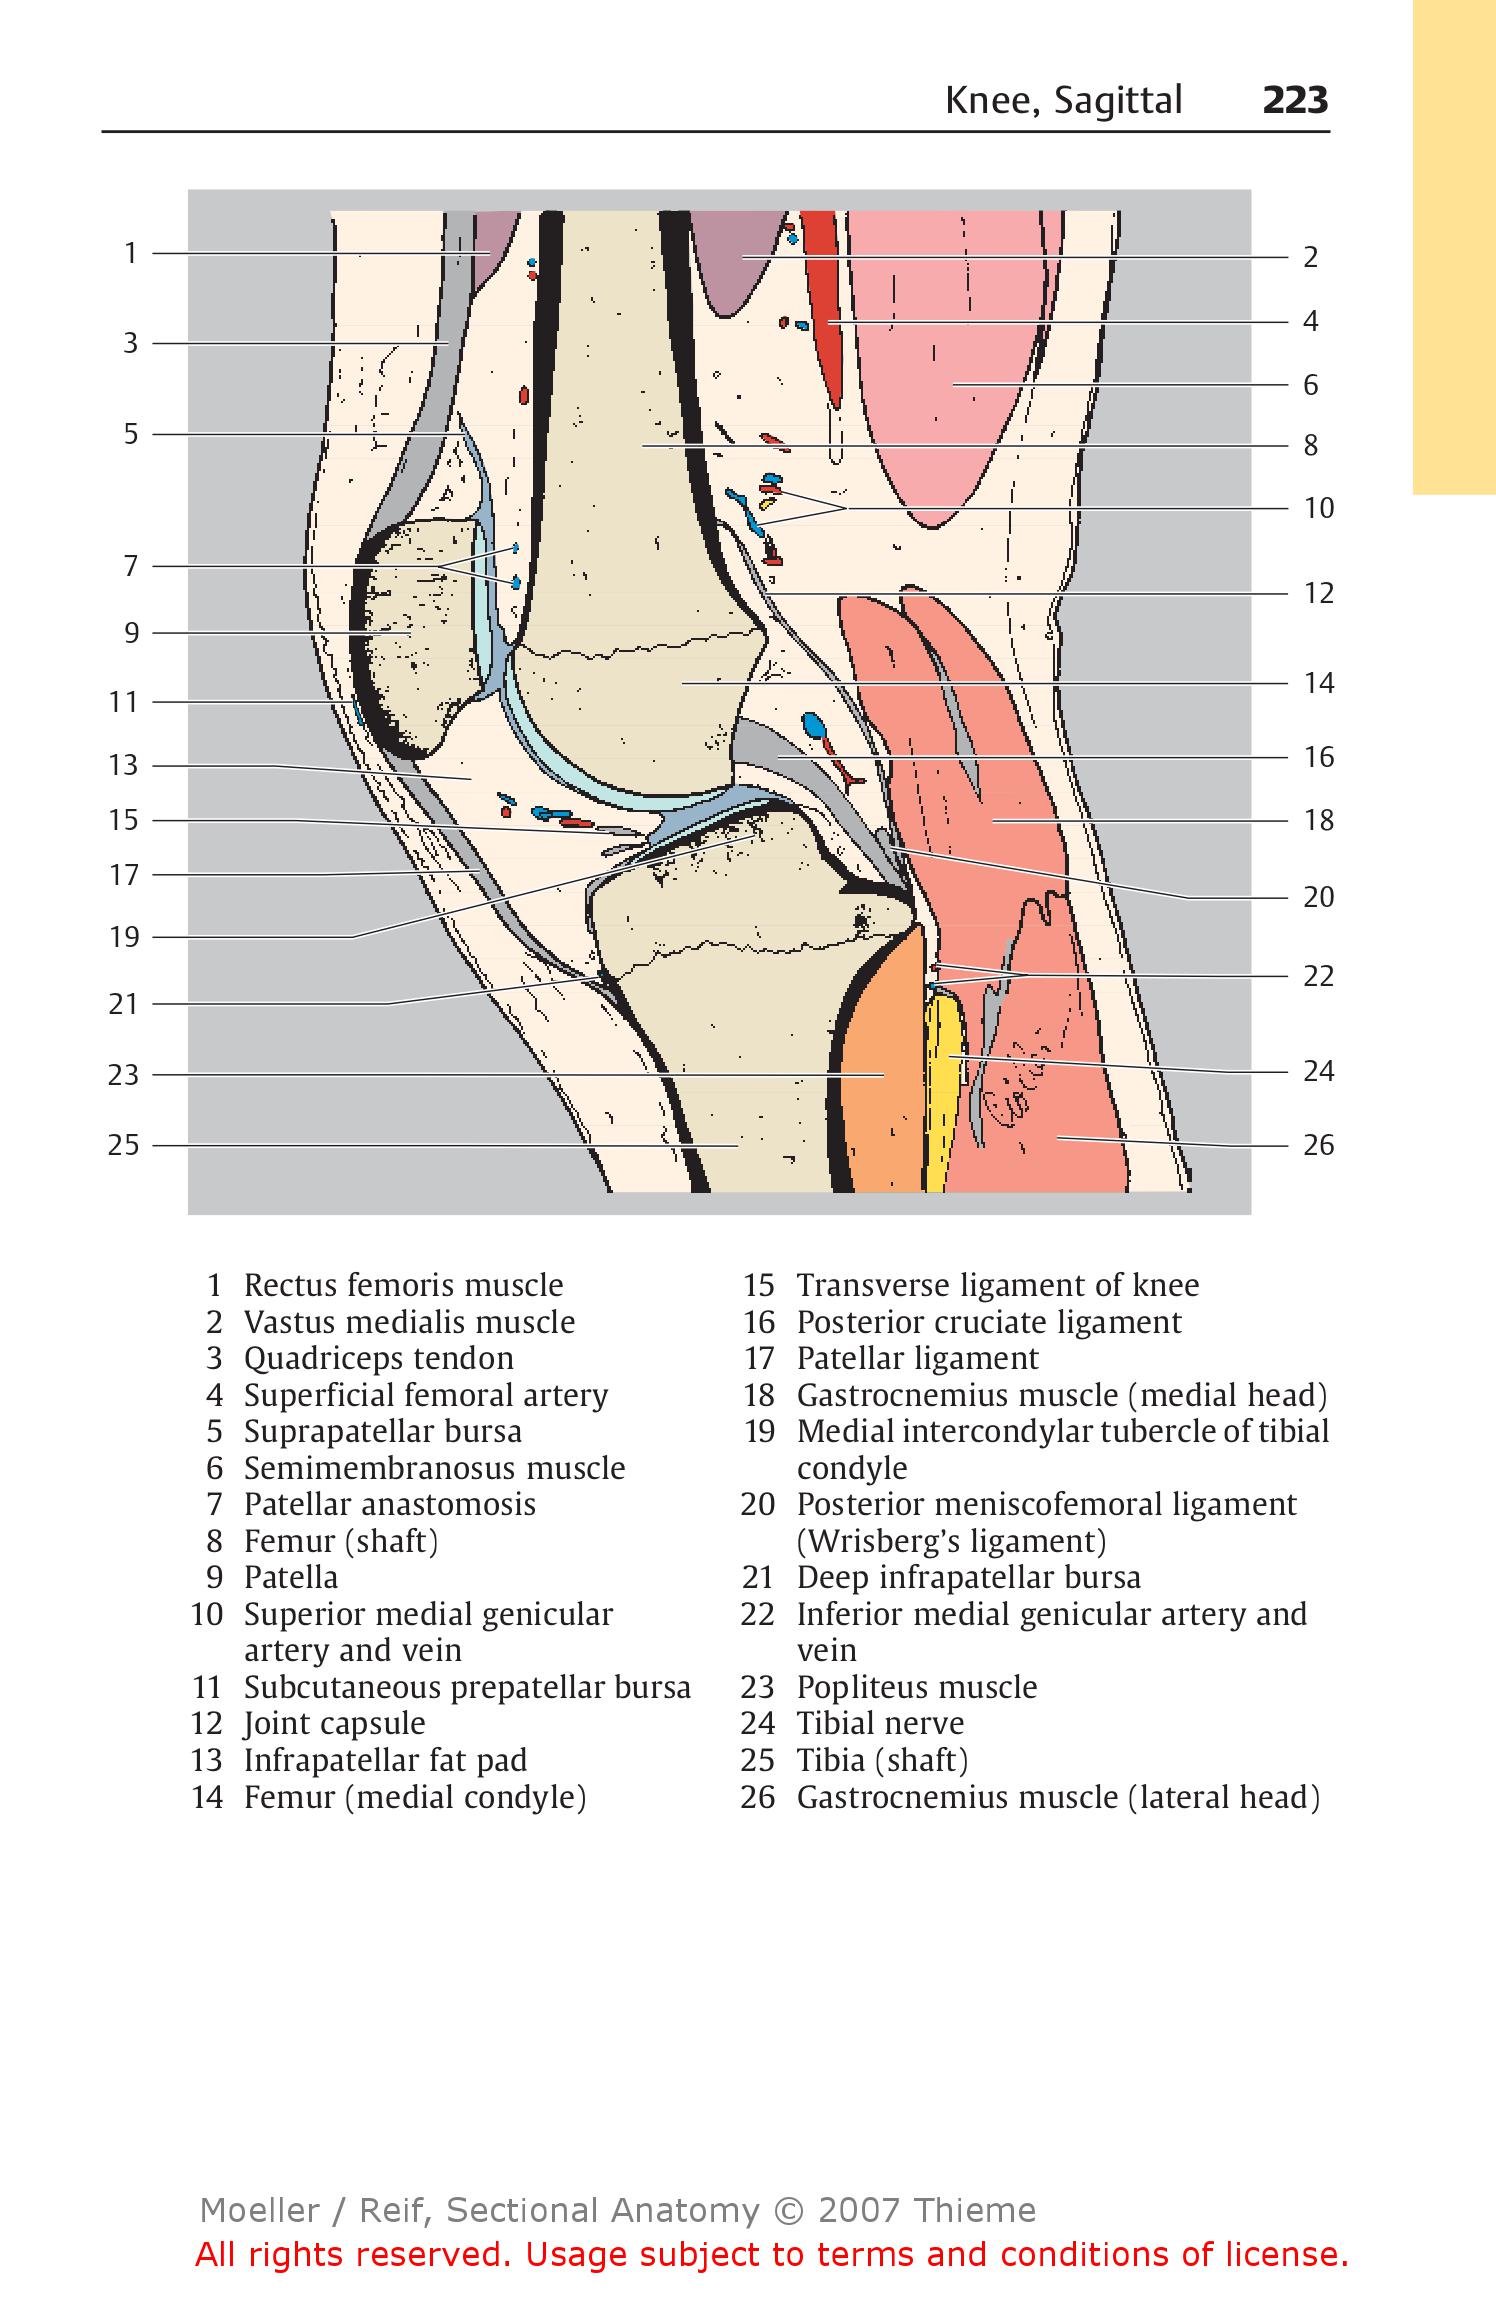 Knee, Sagittal 223
1
2
3
4
5
6
7
8
9
10
11
12
13
14
15
16
17
18
19
20
21
22
23
24
25
26
1 Rectus femoris muscle
2 Vastus medialis muscle
3 Quadriceps tendon
4 Superficial femoral artery
5 Suprapatellar bursa
6 Semimembranosus muscle
7 Patellar anastomosis
8 Femur (shaft)
9 Patella
10 Superior medial genicular
artery and vein
11 Subcutaneous prepatellar bursa
12 Joint capsule
13 Infrapatellar fat pad
14 Femur (medial condyle)
15 Transverse ligament of knee
16 Posterior cruciate ligament
17 Patellar ligament
18 Gastrocnemius muscle (medial head)
19 Medial intercondylar tubercle of tibial
condyle
20 Posterior meniscofemoral ligament
(Wrisberg’s ligament)
21 Deep infrapatellar bursa
22 Inferior medial genicular artery and
vein
23 Popliteus muscle
24 Tibial nerve
25 Tibia (shaft)
26 Gastrocnemius muscle (lateral head)
Moeller / Reif, Sectional Anatomy © 2007 Thieme
All rights reserved. Usage subject to terms and conditions of license.